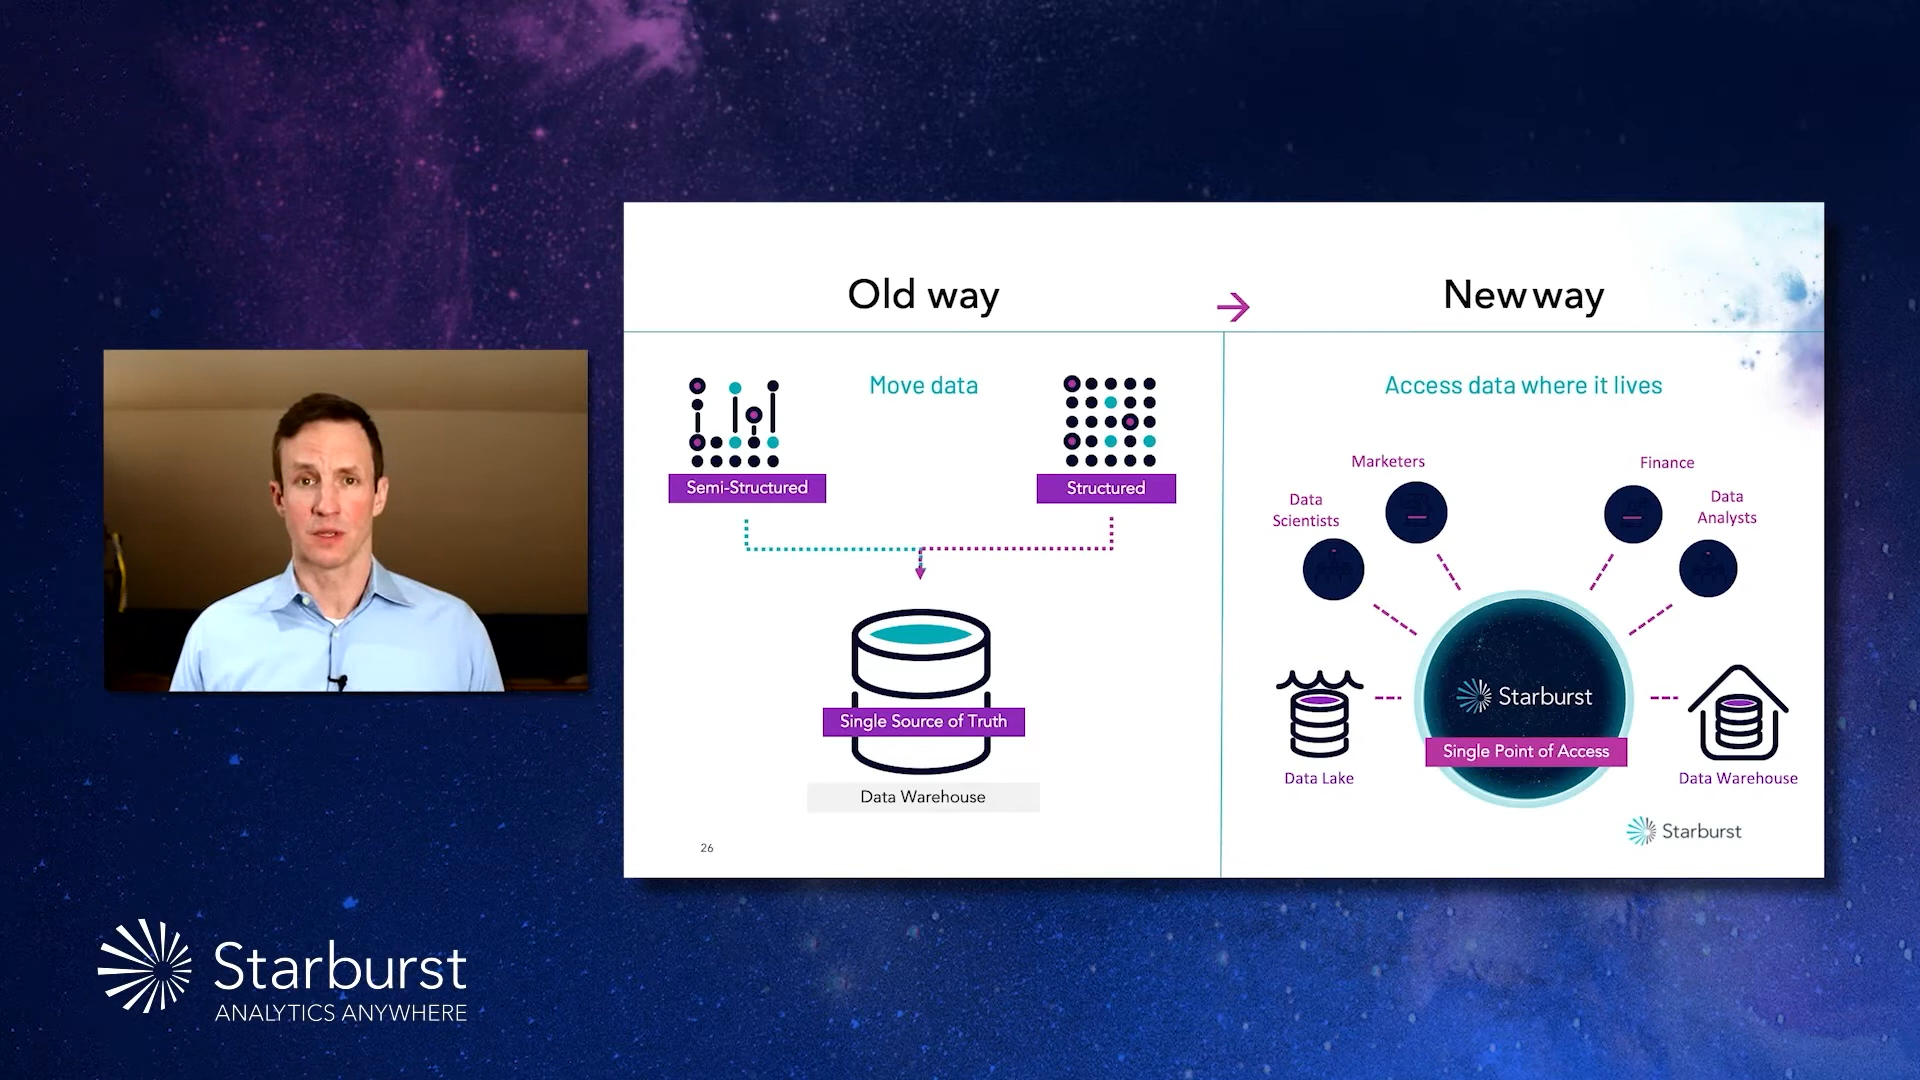 Old way
New way
Move data
Access data where it lives
Semi-Structured
Structured
Single Source of Truth
Data Warehouse
26
Marketers
Finance
Data
Scientists
Data
Analysts
Starburst
Single Point of Access
Data Lake
Data Warehouse
Starburst
Starburst
ANALYTICS ANYWHERE